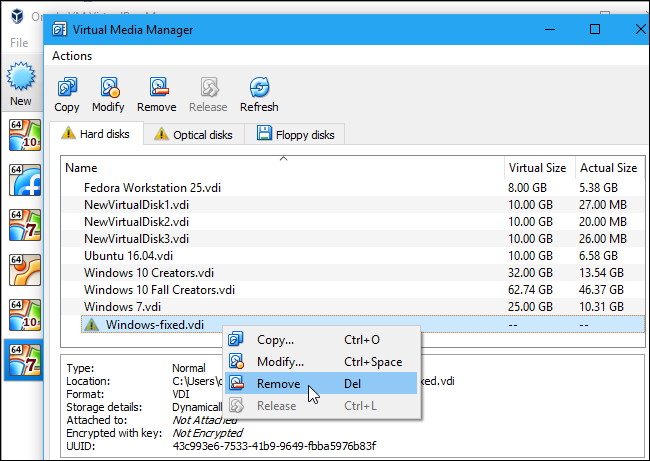 Virtual Media Manager
File
Actions
New
Copy Modify Remove Release Refresh
Hard disks Optical disks Floppy disks
Name Virtual Size Actual Size
Fedora Workstation 25.vdi 8.00 GB 5.38 GB
NewVirtualDisk1.vdi 10.00 GB 27.00 MB
NewVirtualDisk2.vdi 10.00 GB 20.00 MB
NewVirtualDisk3.vdi 10.00 GB 26.00 MB
Ubuntu 16.04.vdi 10.00 GB 6.58 GB
Windows 10 Creators.vdi 32.00 GB 13.54 GB
Windows 10 Fall Creators.vdi 62.74 GB 46.37 GB
Windows 7.vdi 25.00 GB 10.31 GB
Windows-fixed.vdi -- --
Copy... Ctrl+O
Modify... Ctrl+Space
Remove Del
Release Ctrl+L
Type: Normal
Location: C:\Users\ xed.vdi
Format: VDI
Storage details: Dynamically
Attached to: Not Attached
Encrypted with key: Not Encrypted
UUID: 43c993e6-7533-41b9-9649-fbba5976b83f
64
10
64
64
7
64
64
10
64
7